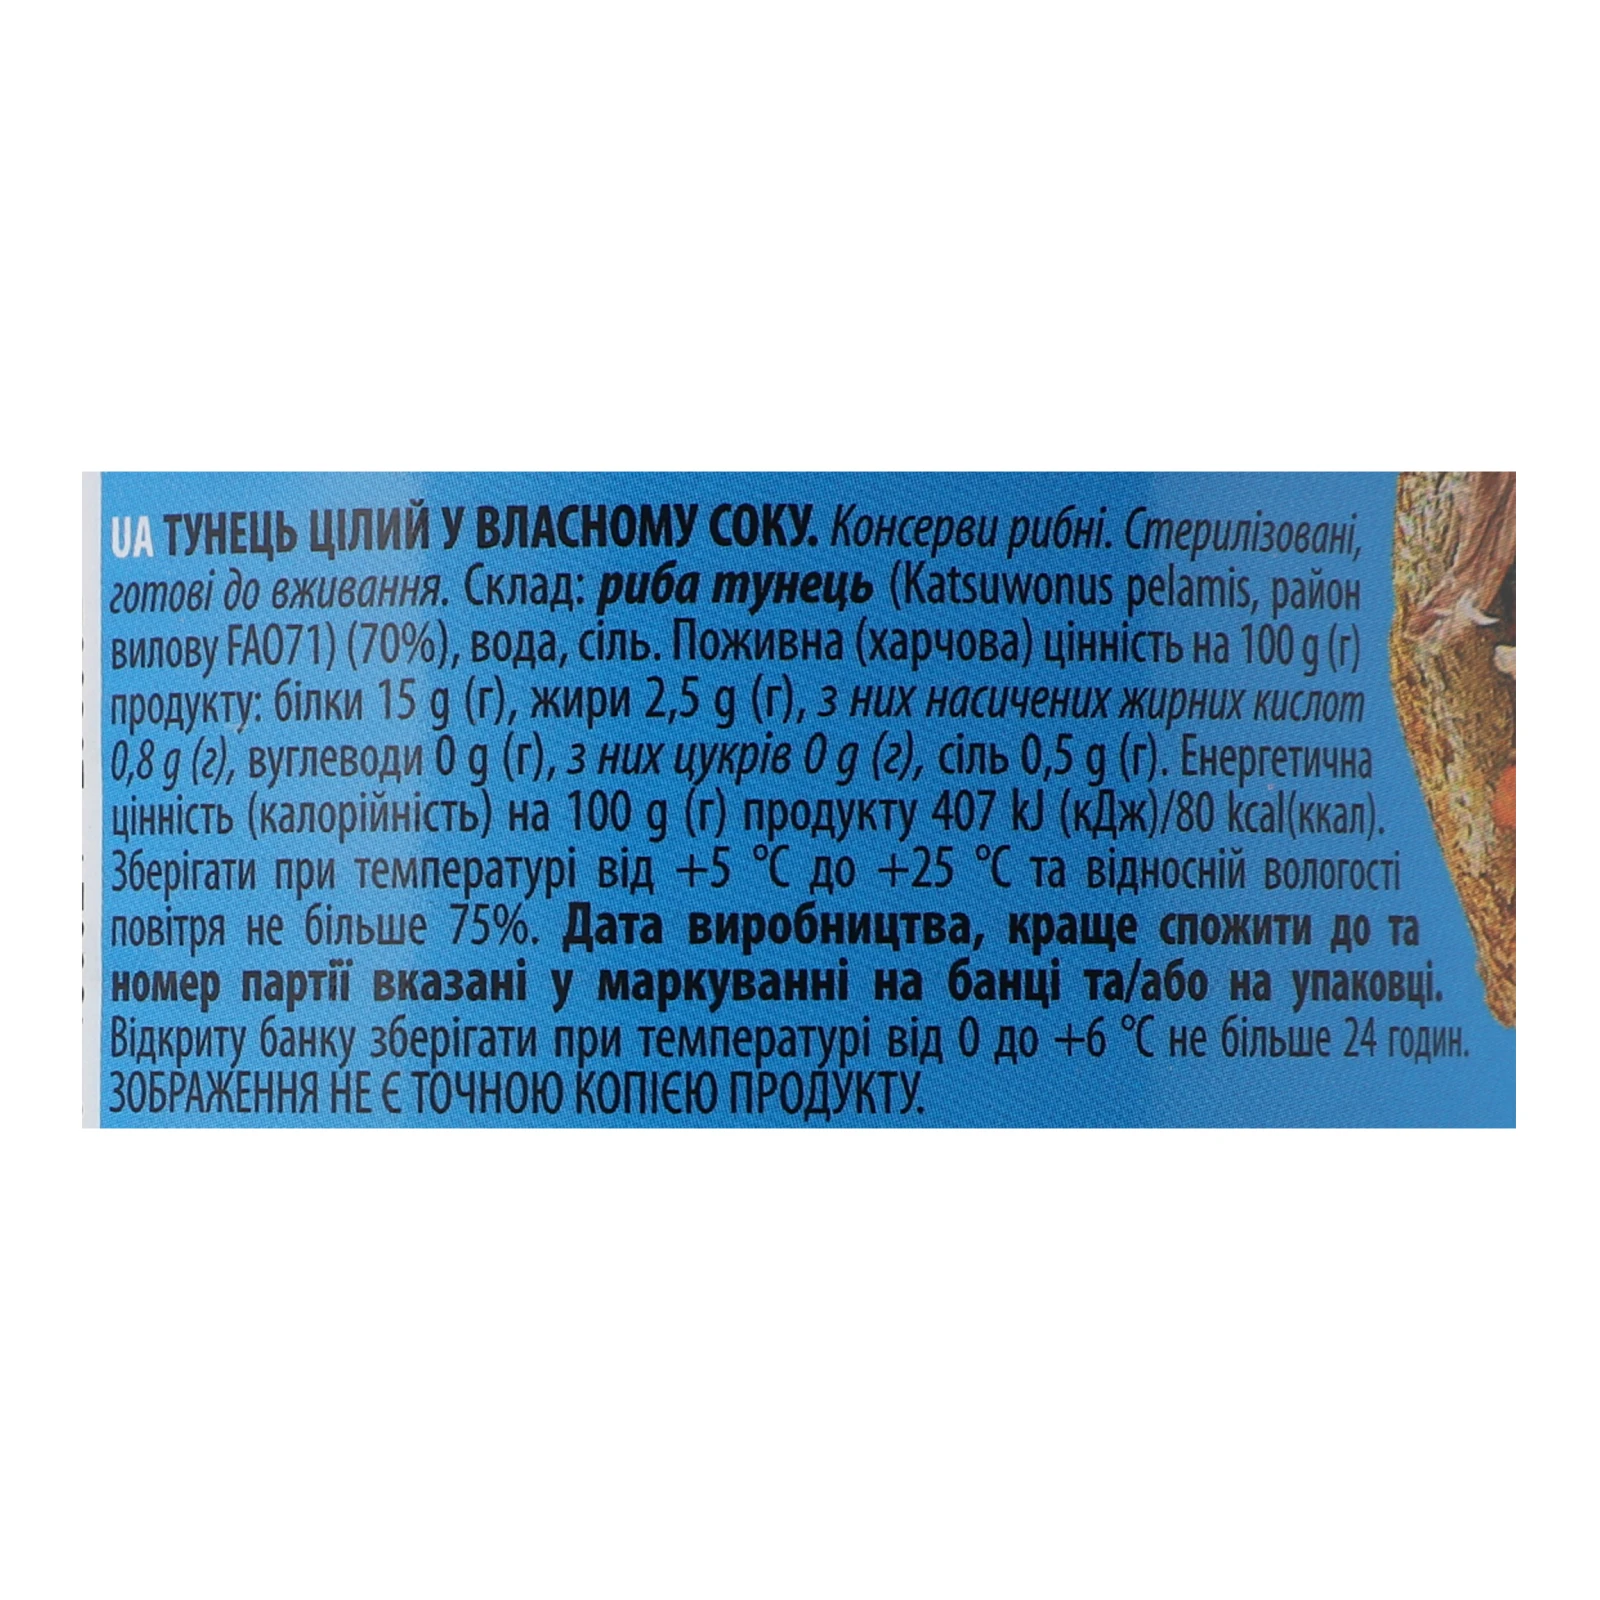 UA ТУНЕЦЬ ЦІЛИЙ У ВЛАСНОМУ СОКУ. Консерви рибні. Стерилізовані,
готові до вживання. Склад: риба тунець (Katsuwonus pelamis, район
вилову FAO71) (70%), вода, сіль. Поживна (харчова) цінність на 100 g (г)
продукту: білки 15 g (г), жири 2,5 g (г), з них насичених жирних кислот
0,8 g (г), вуглеводи 0 g (г), з них цукрів 0 g (г), сіль 0,5 g (г). Енергетична
цінність (калорійність) на 100 g (г) продукту 407 kJ (кДж)/80 kcal(ккал).
Зберігати при температурі від +5 °C до +25 °C та відносній вологості
повітря не більше 75%. Дата виробництва, краще спожити до та
номер партії вказані у маркуванні на банці та/або на упаковці.
Відкриту банку зберігати при температурі від 0 до +6 °C не більше 24 годин.
ЗОБРАЖЕННЯ НЕ Є ТОЧНОЮ КОПІЄЮ ПРОДУКТУ.